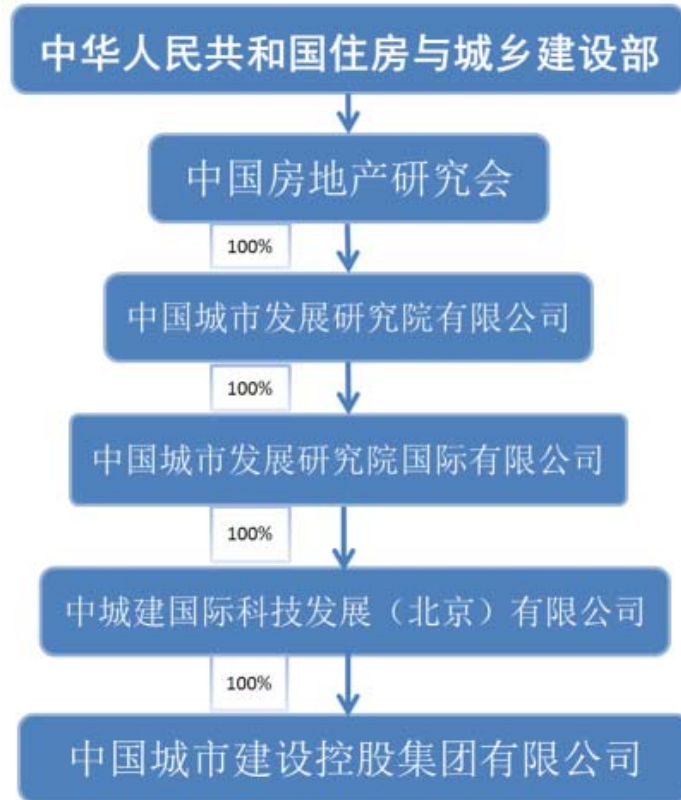 中华人民共和国住房与城乡建设部
中国房地产研究会
100%
中国城市发展研究院有限公司
100%
中国城市发展研究院国际有限公司
100%
中城建国际科技发展（北京）有限公司
100%
中国城市建设控股集团有限公司